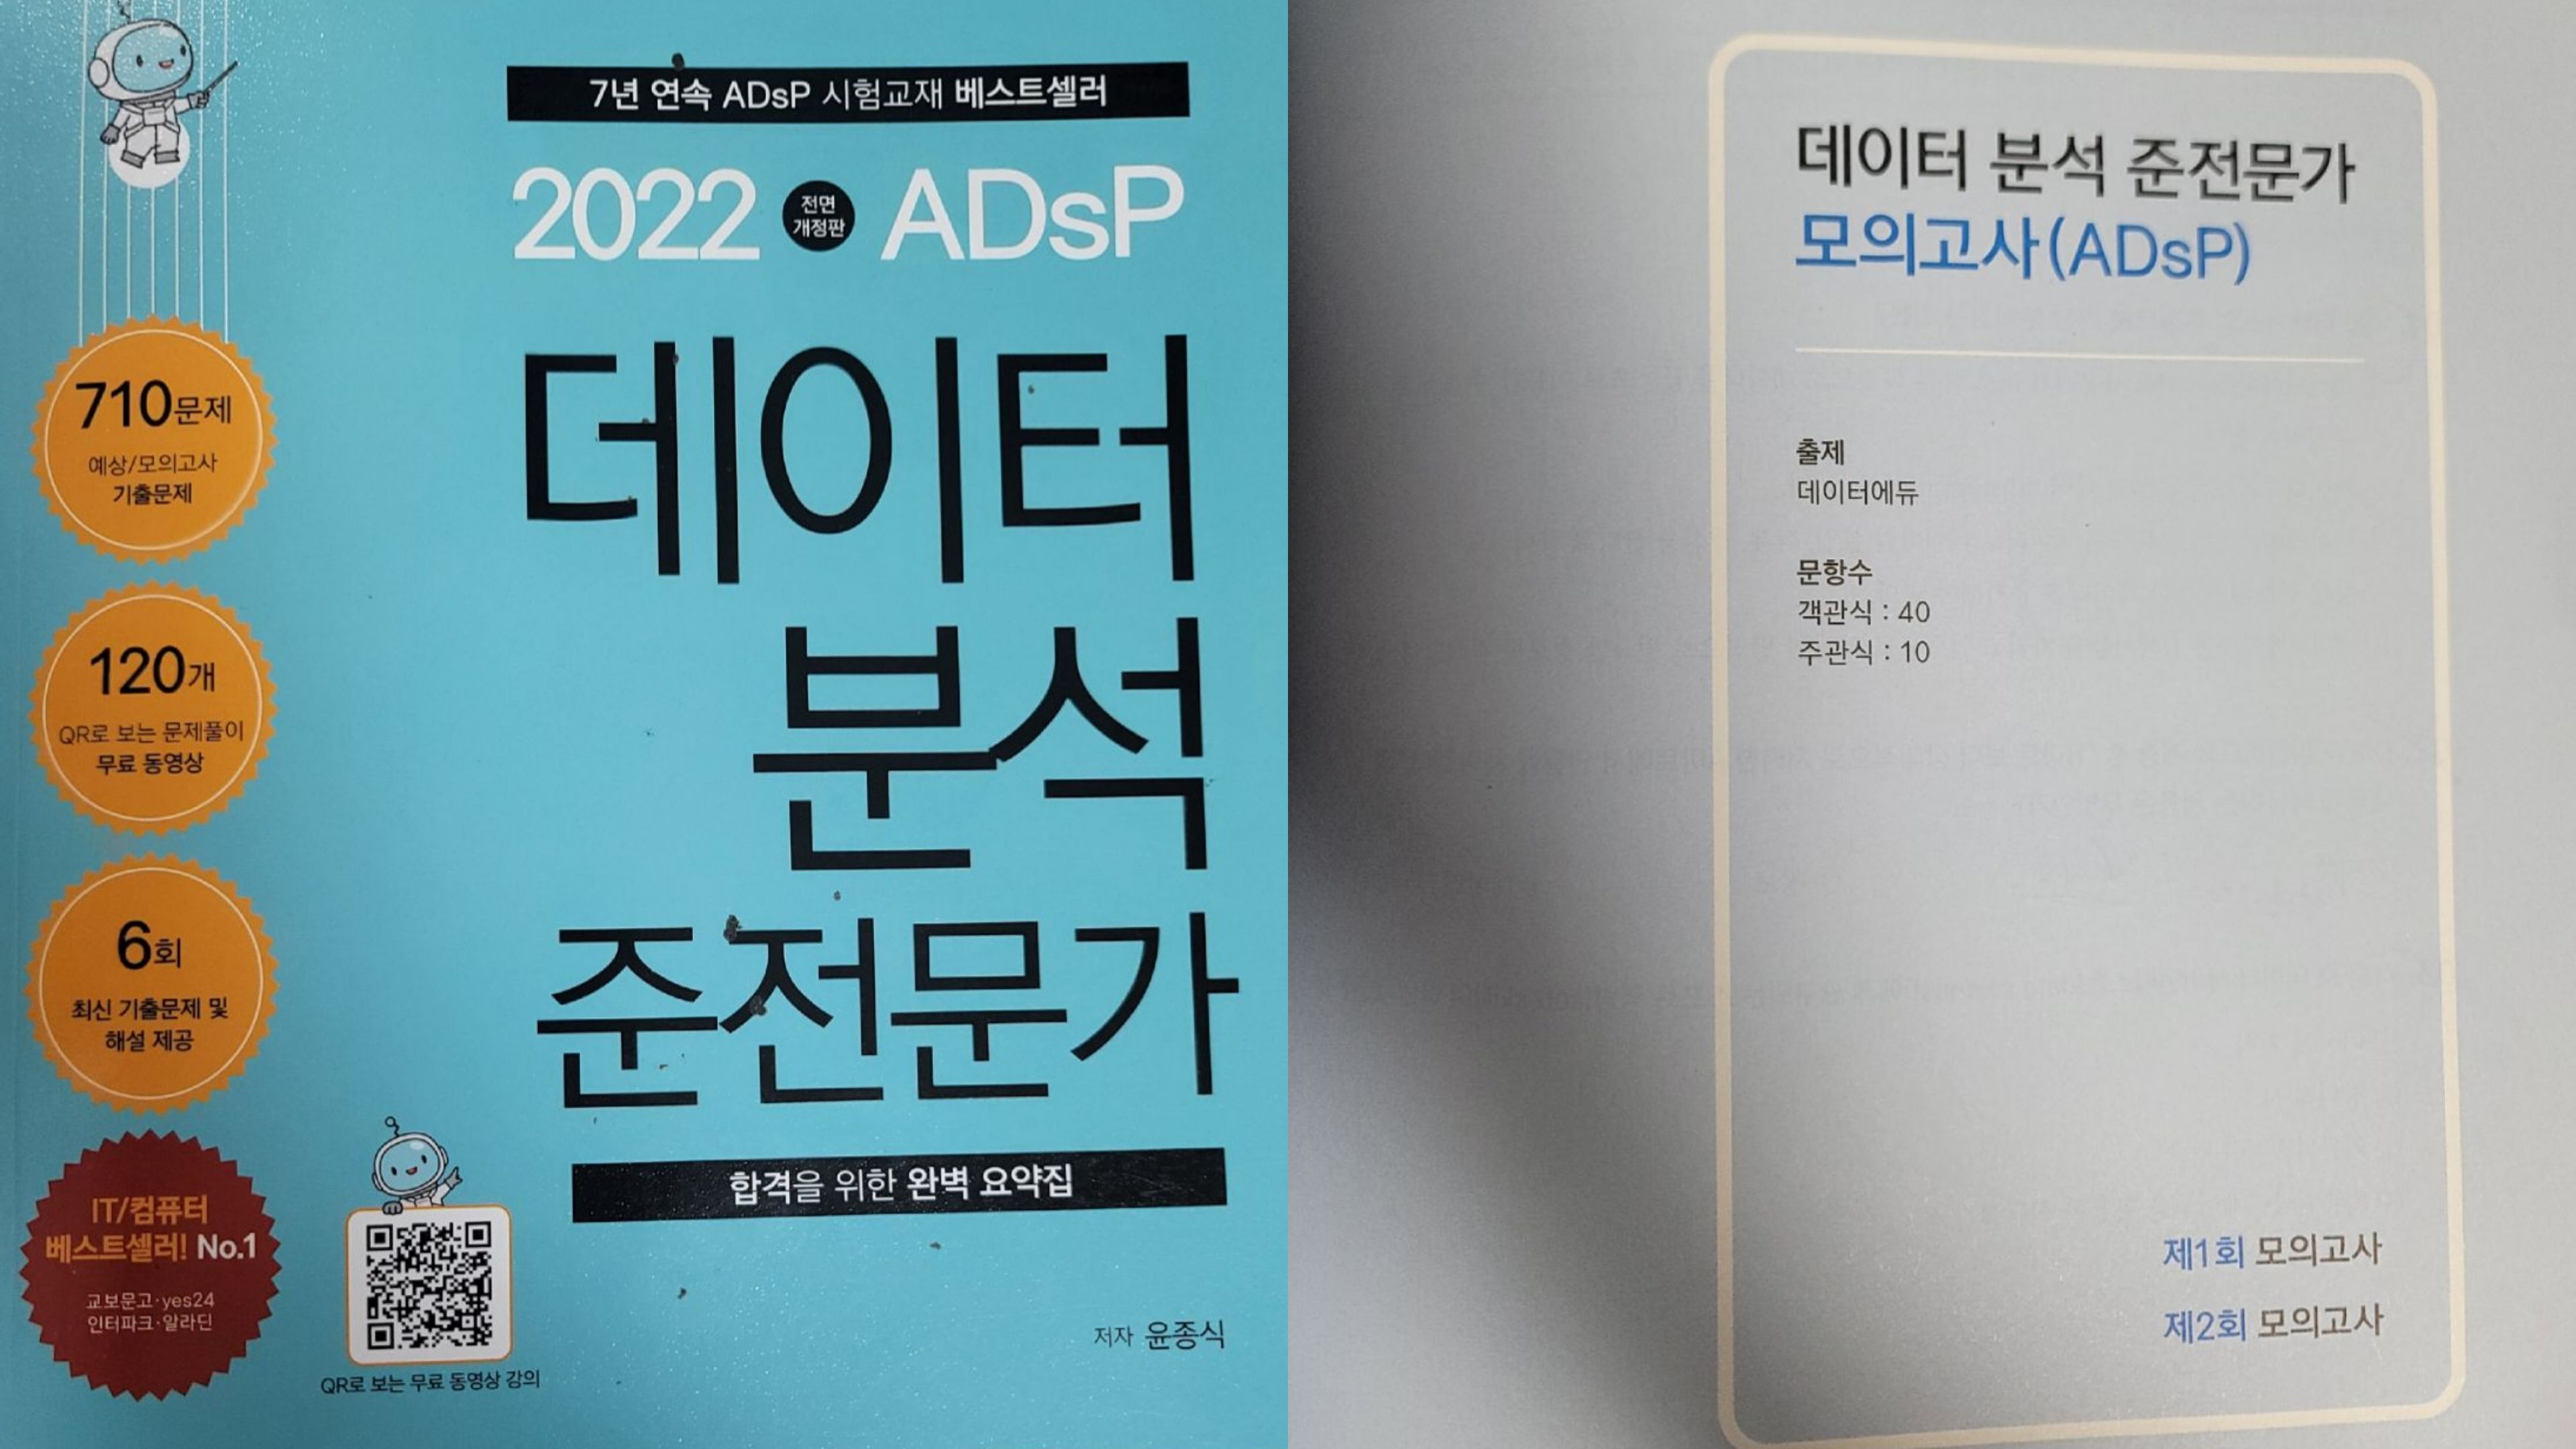 7년 연속 ADsP 시험교재 베스트셀러
2022 전면 개정판 ADsP
데이터
분석
준전문가
합격을 위한 완벽 요약집
저자 윤종식
710문제
예상/모의고사
기출문제
120개
QR로 보는 문제풀이
무료 동영상
6회
최신 기출문제 및
해설 제공
IT/컴퓨터
베스트셀러! No.1
교보문고·yes24
인터파크·알라딘
QR로 보는 무료 동영상 강의
데이터 분석 준전문가
모의고사(ADsP)
출제
데이터에듀
문항수
객관식 : 40
주관식 : 10
제1회 모의고사
제2회 모의고사